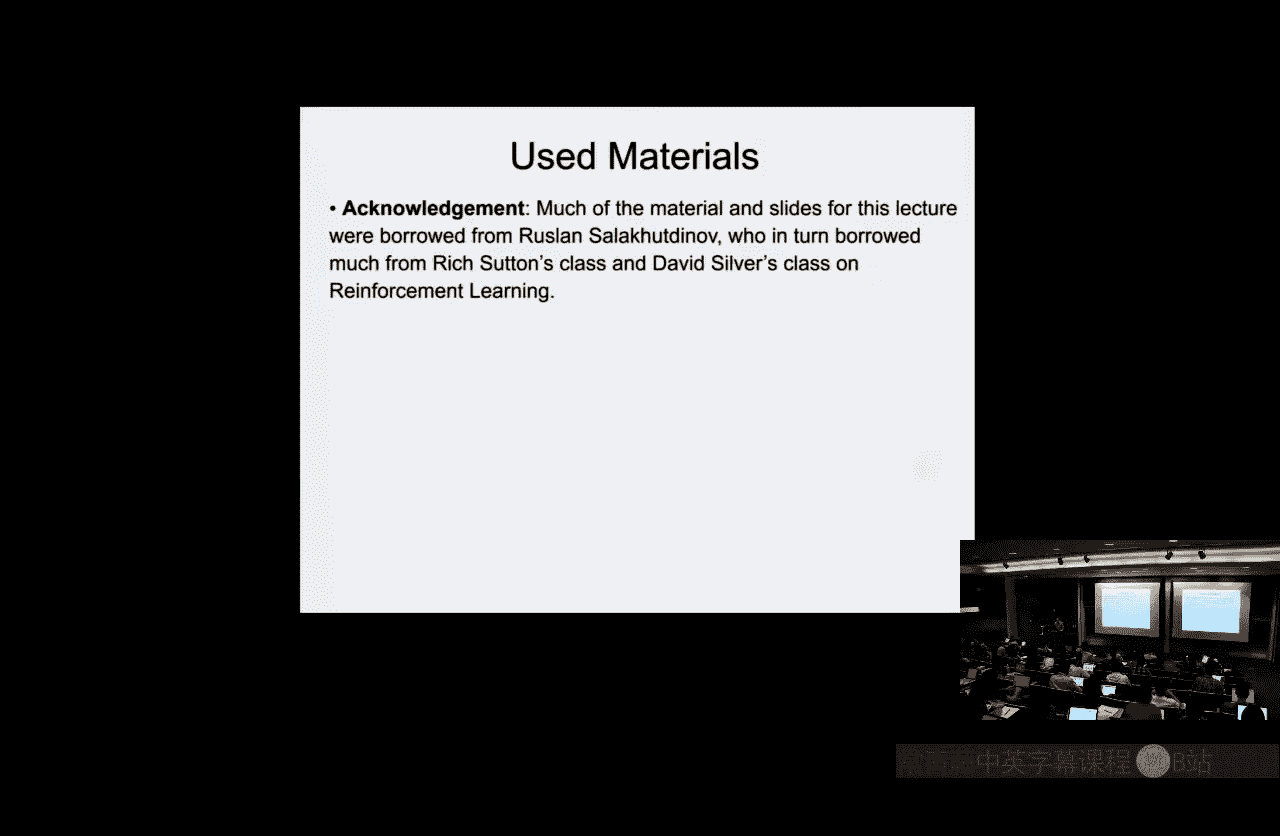 Used Materials
• Acknowledgement: Much of the material and slides for this lecture
were borrowed from Ruslan Salakhutdinov, who in turn borrowed
much from Rich Sutton's class and David Silver's class on
Reinforcement Learning.
中英字幕课程 B站